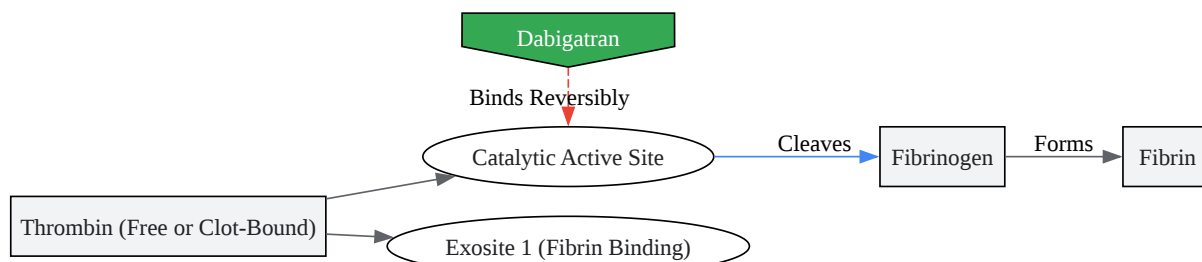 Dabigatran
Binds Reversibly
Catalytic Active Site
Cleaves
Fibrinogen
Forms
Fibrin
Thrombin (Free or Clot-Bound)
Exosite 1 (Fibrin Binding)